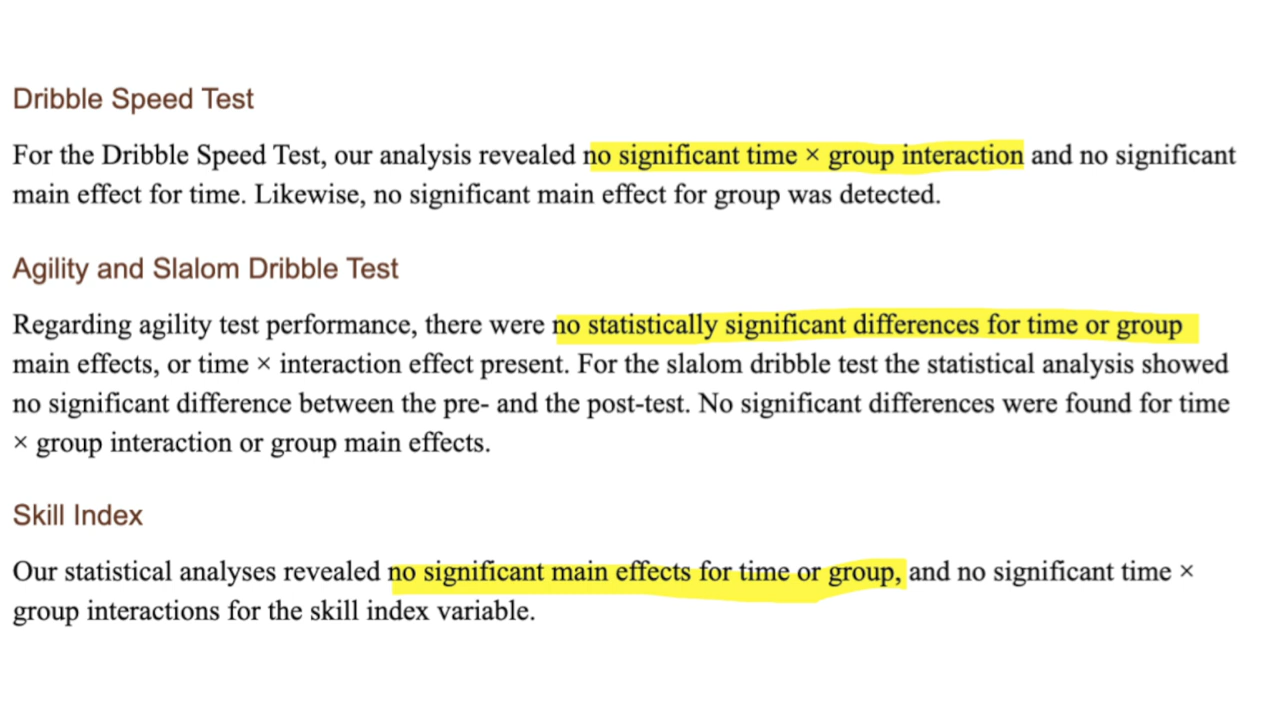 Dribble Speed Test
For the Dribble Speed Test, our analysis revealed no significant time × group interaction and no significant
main effect for time. Likewise, no significant main effect for group was detected.
Agility and Slalom Dribble Test
Regarding agility test performance, there were no statistically significant differences for time or group
main effects, or time × interaction effect present. For the slalom dribble test the statistical analysis showed
no significant difference between the pre- and the post-test. No significant differences were found for time
× group interaction or group main effects.
Skill Index
Our statistical analyses revealed no significant main effects for time or group, and no significant time ×
group interactions for the skill index variable.